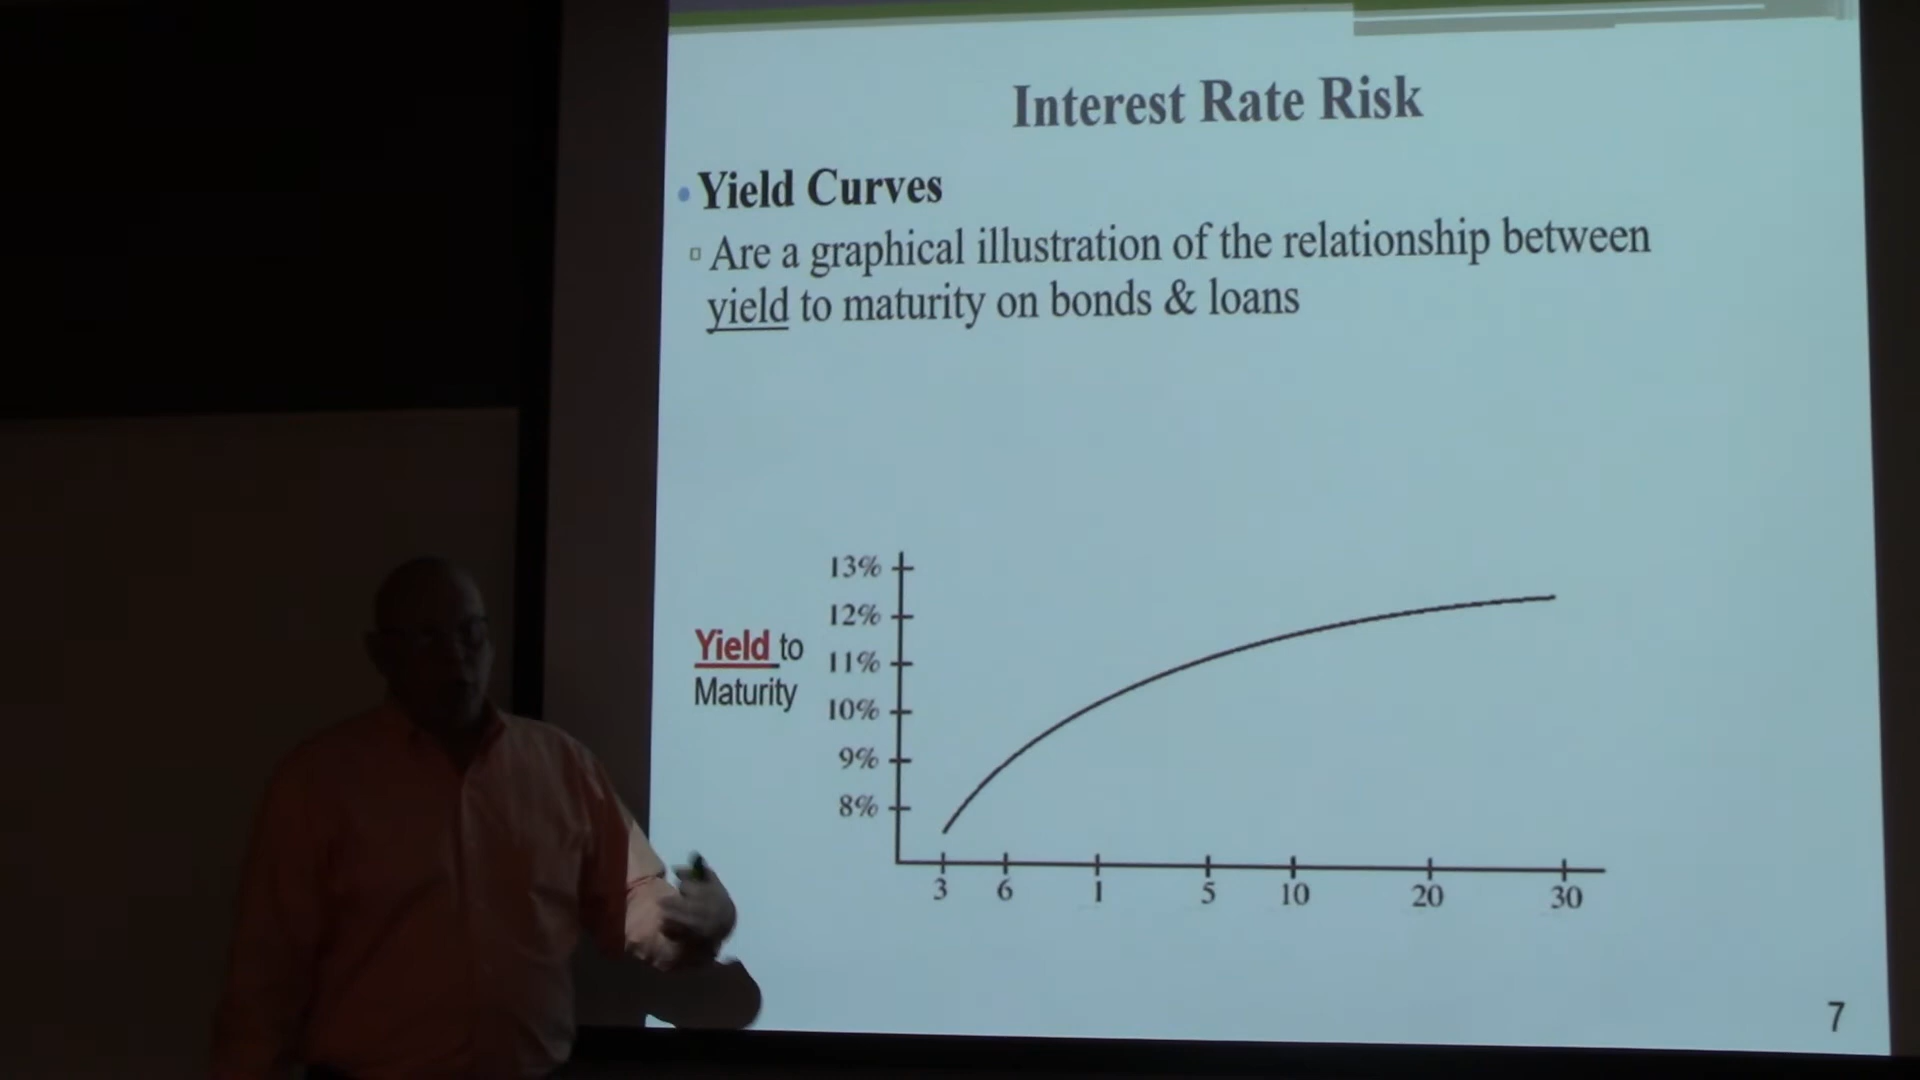 Interest Rate Risk
• Yield Curves
▫ Are a graphical illustration of the relationship between
yield to maturity on bonds & loans
13%
12%
Yield to
11%
Maturity
10%
9%
8%
3 6 1 5 10 20 30
7